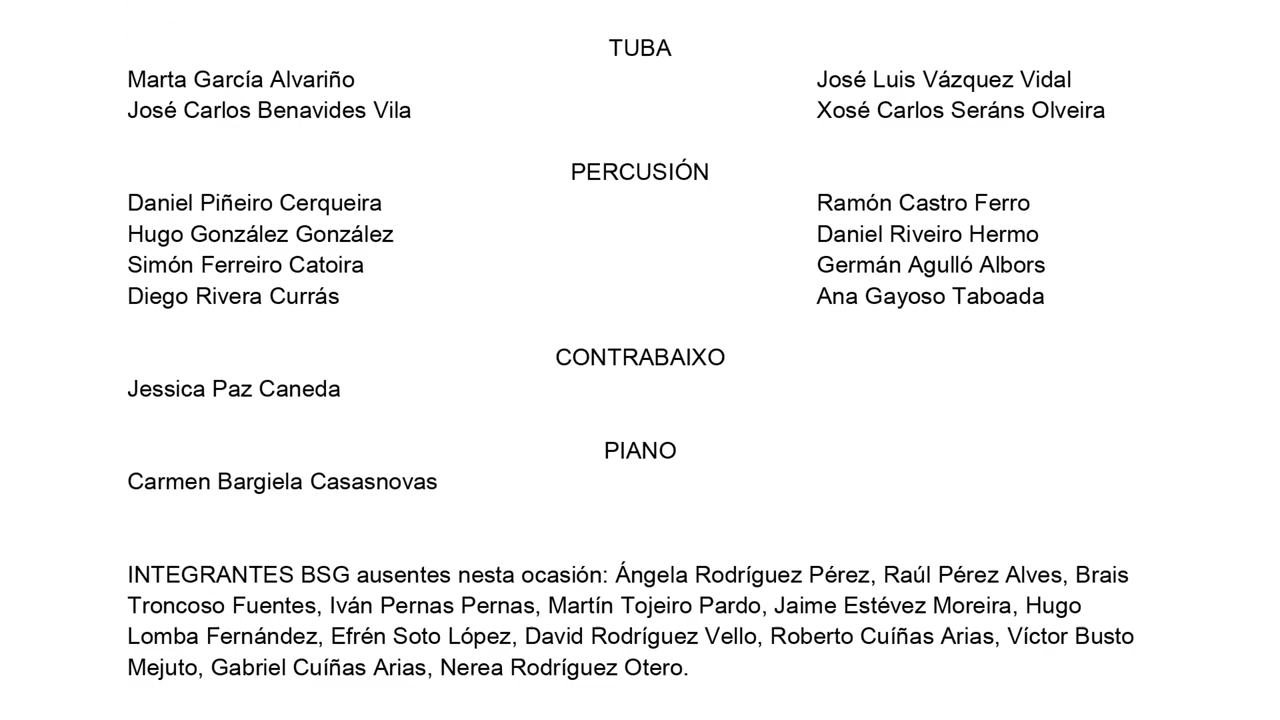 TUBA
Marta García Alvariño José Luis Vázquez Vidal
José Carlos Benavides Vila Xosé Carlos Seráns Olveira
PERCUSIÓN
Daniel Piñeiro Cerqueira Ramón Castro Ferro
Hugo González González Daniel Riveiro Hermo
Simón Ferreiro Catoira Germán Agulló Albors
Diego Rivera Currás Ana Gayoso Taboada
CONTRABAIXO
Jessica Paz Caneda
PIANO
Carmen Bargiela Casasnovas
INTEGRANTES BSG ausentes nesta ocasión: Ángela Rodríguez Pérez, Raúl Pérez Alves, Brais
Troncoso Fuentes, Iván Pernas Pernas, Martín Tojeiro Pardo, Jaime Estévez Moreira, Hugo
Lomba Fernández, Efrén Soto López, David Rodríguez Vello, Roberto Cuíñas Arias, Víctor Busto
Mejuto, Gabriel Cuíñas Arias, Nerea Rodríguez Otero.